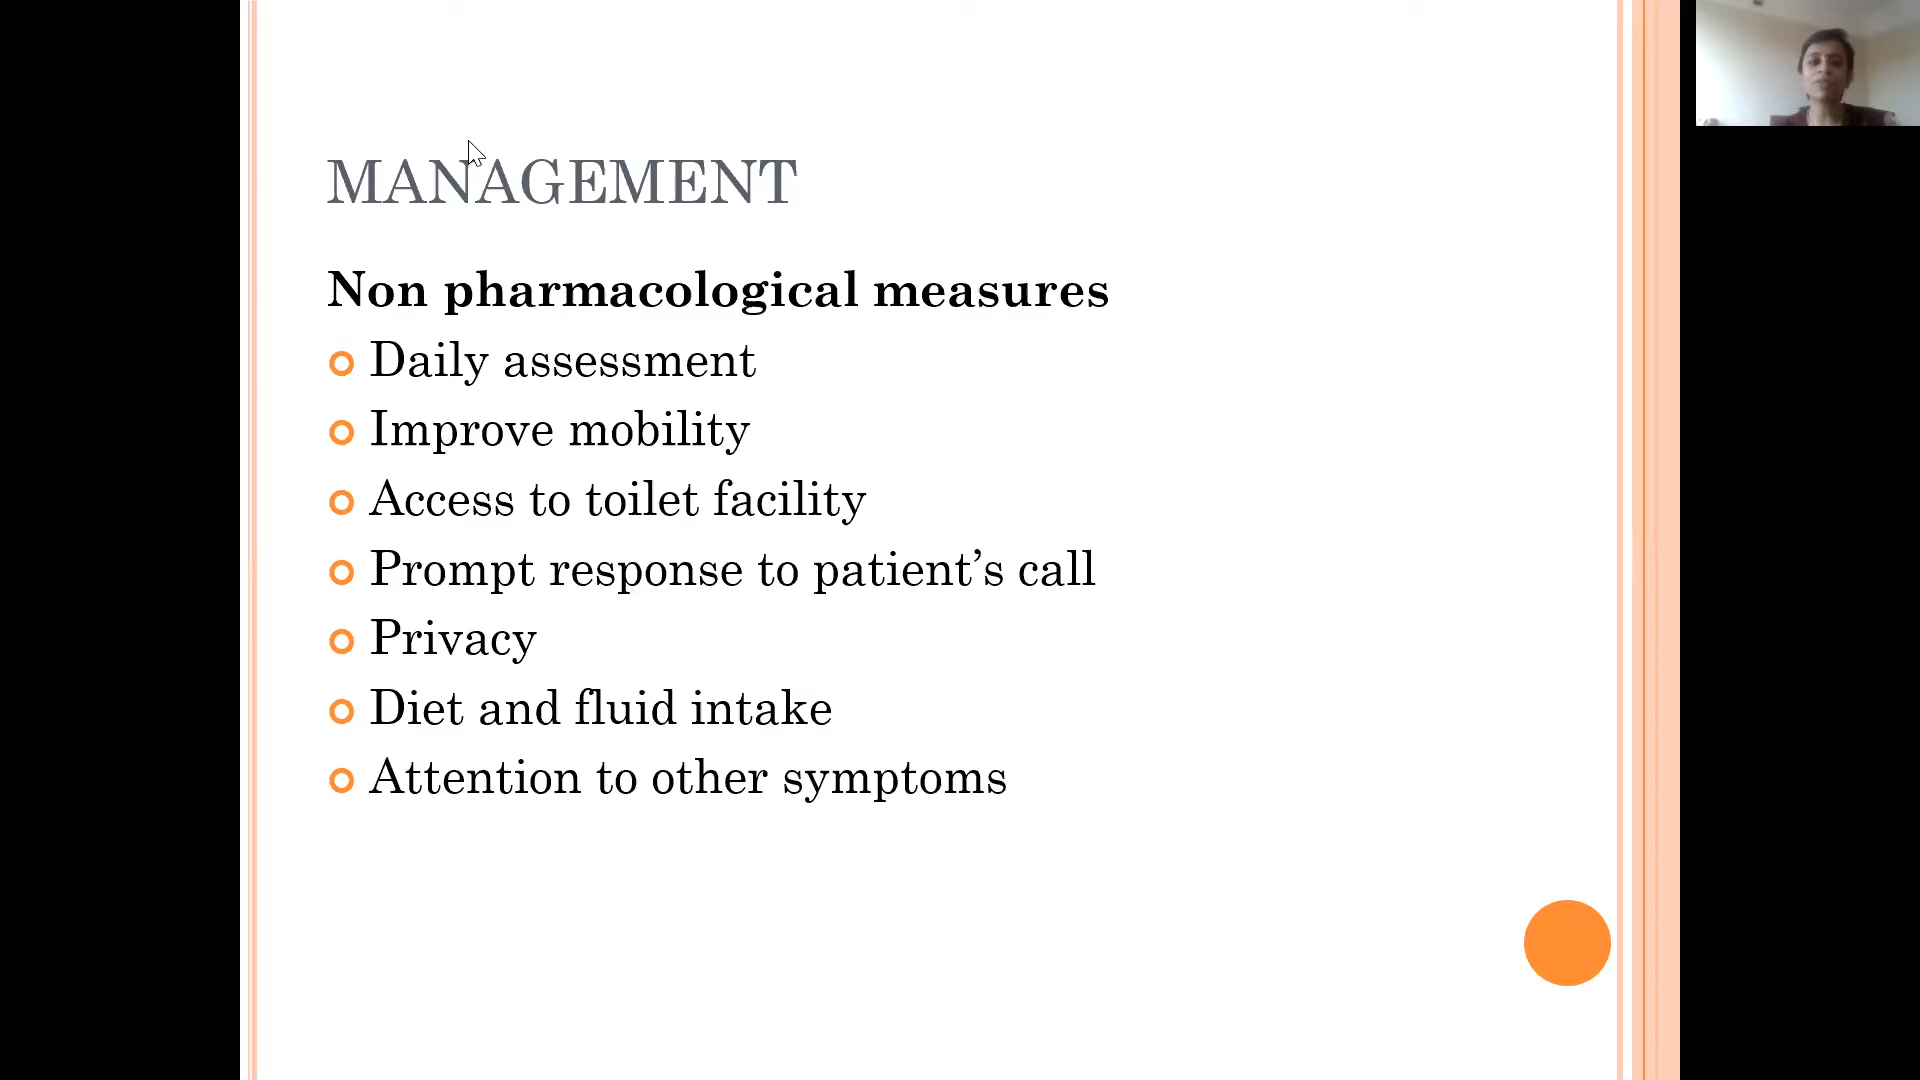 MANAGEMENT
Non pharmacological measures
Daily assessment
Improve mobility
Access to toilet facility
Prompt response to patient’s call
Privacy
Diet and fluid intake
Attention to other symptoms